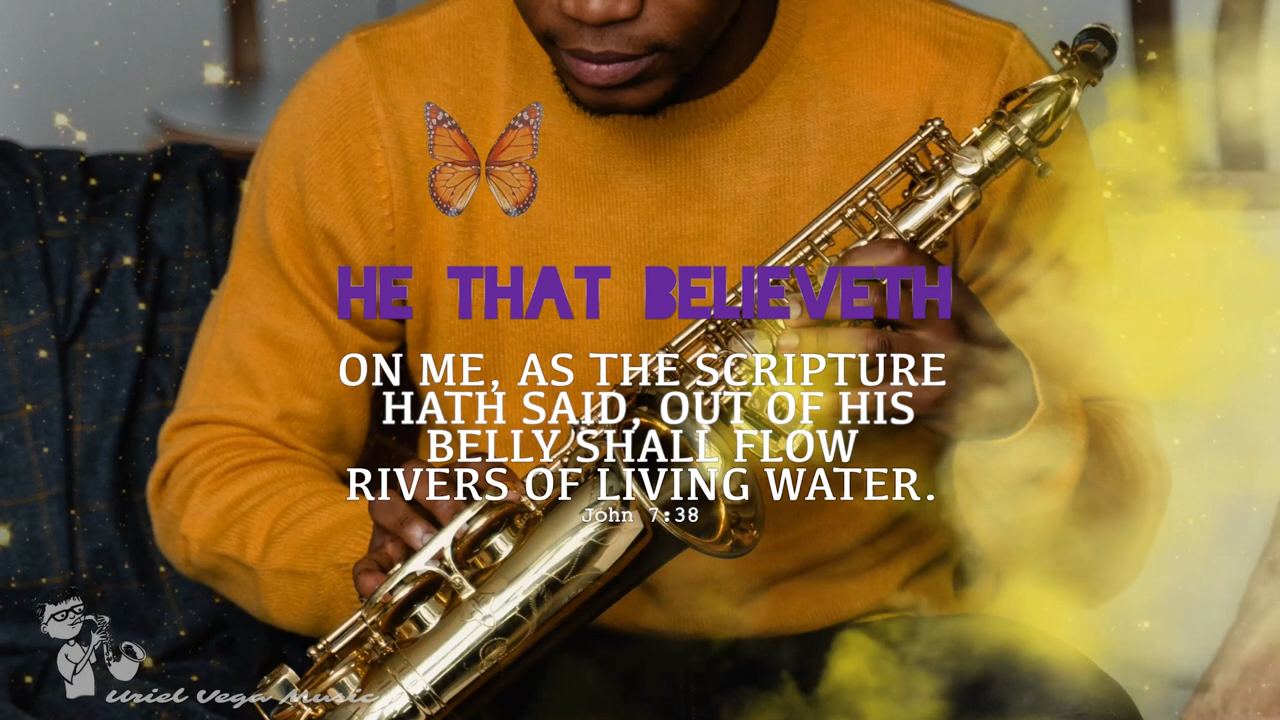 HE THAT BELIEVETH
ON ME, AS THE SCRIPTURE
HATH SAID, OUT OF HIS
BELLY SHALL FLOW
RIVERS OF LIVING WATER.
John 7:38
Uriel Vega Music